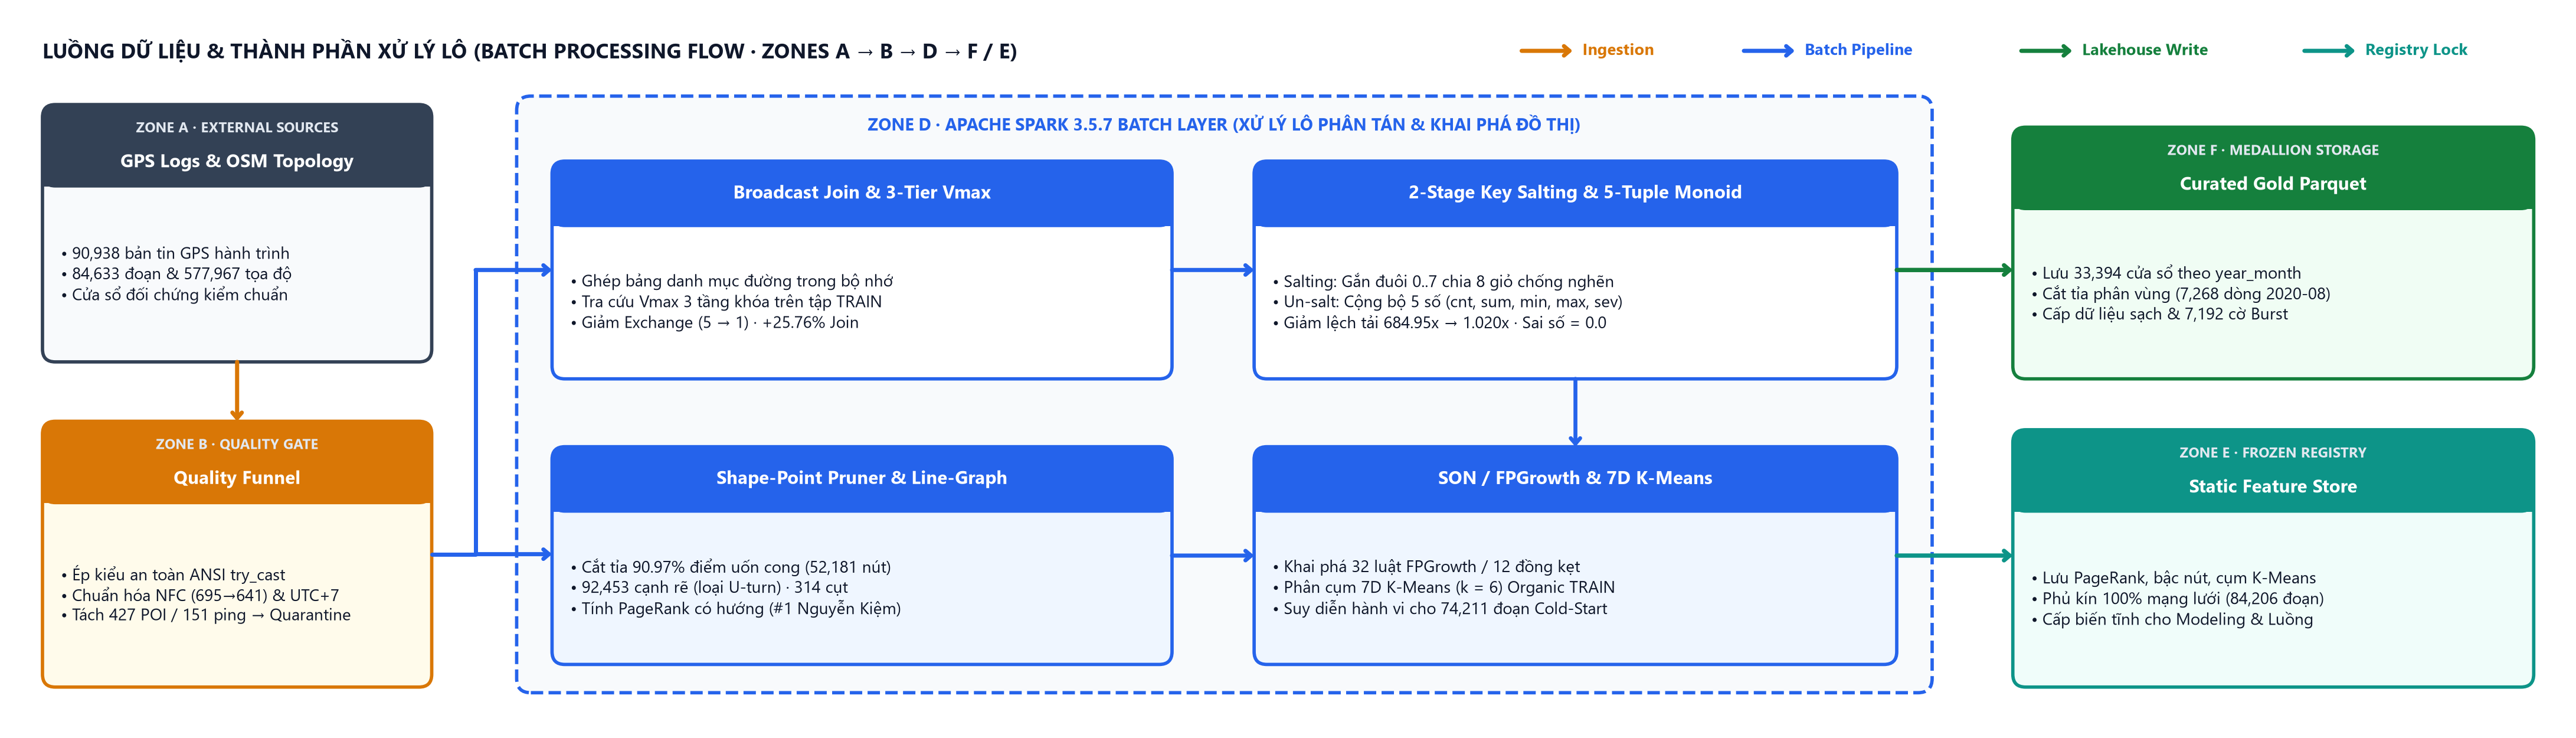 LUỒNG DỮ LIỆU & THÀNH PHẦN XỬ LÝ LÔ (BATCH PROCESSING FLOW · ZONES A → B → D → F / E)
Ingestion
Batch Pipeline
Lakehouse Write
Registry Lock
ZONE A · EXTERNAL SOURCES
GPS Logs & OSM Topology
• 90,938 bản tin GPS hành trình
• 84,633 đoạn & 577,967 tọa độ
• Cửa sổ đối chứng kiểm chuẩn
ZONE B · QUALITY GATE
Quality Funnel
• Ép kiểu an toàn ANSI try_cast
• Chuẩn hóa NFC (695→641) & UTC+7
• Tách 427 POI / 151 ping → Quarantine
ZONE D · APACHE SPARK 3.5.7 BATCH LAYER (XỬ LÝ LÔ PHÂN TÁN & KHAI PHÁ ĐỒ THỊ)
Broadcast Join & 3-Tier Vmax
• Ghép bảng danh mục đường trong bộ nhớ
• Tra cứu Vmax 3 tầng khóa trên tập TRAIN
• Giảm Exchange (5 → 1) · +25.76% Join
2-Stage Key Salting & 5-Tuple Monoid
• Salting: Gắn đuôi 0..7 chia 8 giỏ chống nghẽn
• Un-salt: Cộng bộ 5 số (cnt, sum, min, max, sev)
• Giảm lệch tải 684.95x → 1.020x · Sai số = 0.0
Shape-Point Pruner & Line-Graph
• Cắt tỉa 90.97% điểm uốn cong (52,181 nút)
• 92,453 cạnh rẽ (loại U-turn) · 314 cụt
• Tính PageRank có hướng (#1 Nguyễn Kiệm)
SON / FPGrowth & 7D K-Means
• Khai phá 32 luật FPGrowth / 12 đồng kẹt
• Phân cụm 7D K-Means (k = 6) Organic TRAIN
• Suy diễn hành vi cho 74,211 đoạn Cold-Start
ZONE F · MEDALLION STORAGE
Curated Gold Parquet
• Lưu 33,394 cửa sổ theo year_month
• Cắt tỉa phân vùng (7,268 dòng 2020-08)
• Cấp dữ liệu sạch & 7,192 cờ Burst
ZONE E · FROZEN REGISTRY
Static Feature Store
• Lưu PageRank, bậc nút, cụm K-Means
• Phủ kín 100% mạng lưới (84,206 đoạn)
• Cấp biến tĩnh cho Modeling & Luồng